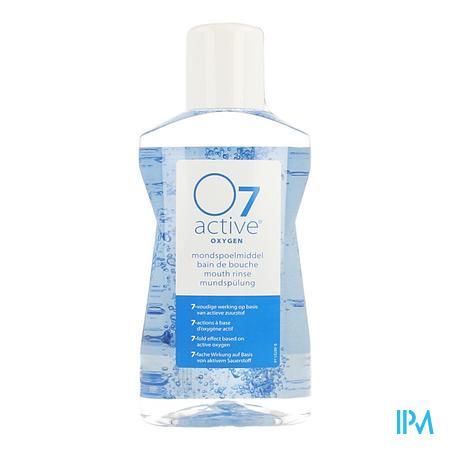 O7
active®
OXYGEN
mondspoelmiddel
bain de bouche
mouth rinse
mundspülung
7-voudige werking op basis
van actieve zuurstof
7-actions à base
d'oxygène actif
7-fold effect based on
active oxygen
7-fache Wirkung auf Basis
von aktivem Sauerstoff
IPM